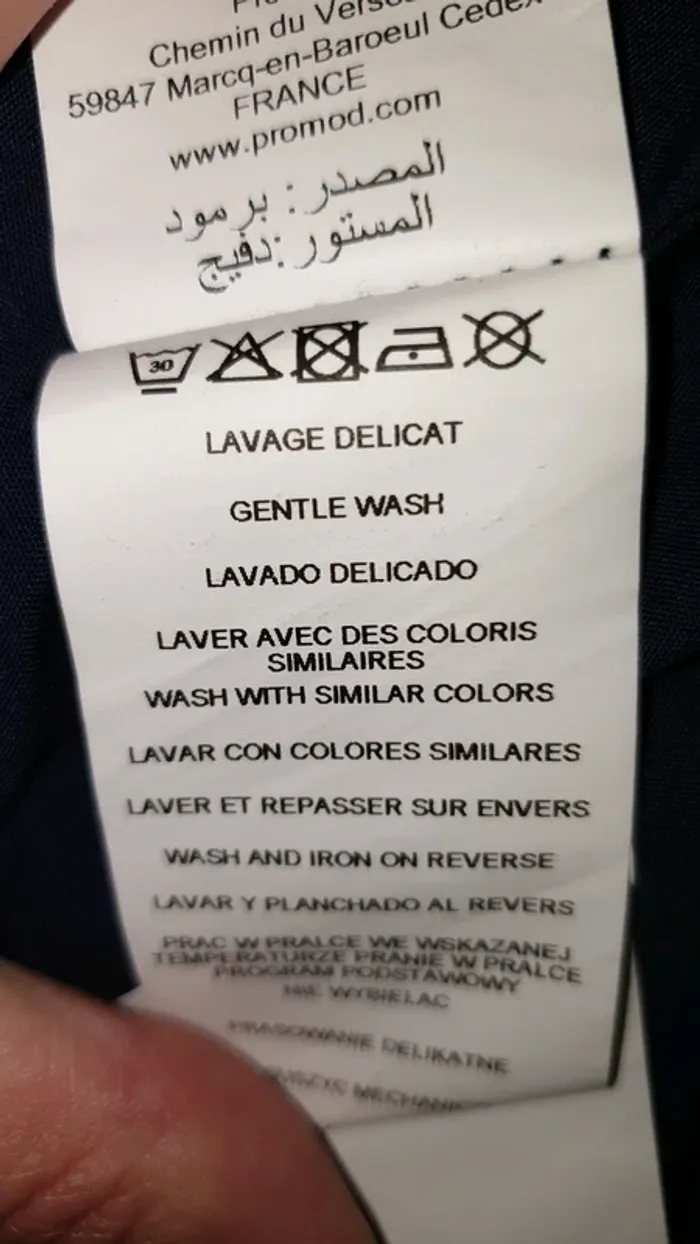 Chemin du
59847 Marcq-en-Baroeul Cedex
FRANCE
www.promod.com
المصدر: برمود
المستور: دفيج
30
LAVAGE DELICAT
GENTLE WASH
LAVADO DELICADO
LAVER AVEC DES COLORIS
SIMILAIRES
WASH WITH SIMILAR COLORS
LAVAR CON COLORES SIMILARES
LAVER ET REPASSER SUR ENVERS
WASH AND IRON ON REVERSE
LAVAR Y PLANCHADO AL REVERS
PRAC W PRALCE WE WSKAZANEJ
TEMPERATURZE PRANIE W PRALCE
PROGRAM PODSTAWOWY
NIE WYBIELAC
PRASOWANIE DELIKATNE